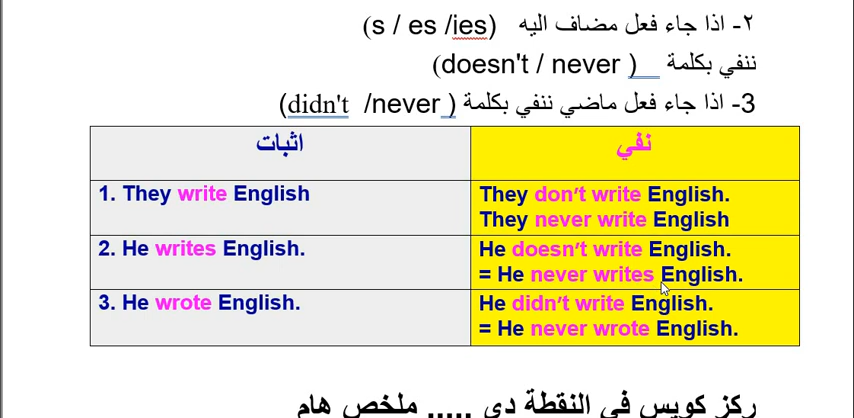 ٢- اذا جاء فعل مضاف اليه (s / es /ies)
ننفي بكلمة ( doesn't / never)
3- اذا جاء فعل ماضي ننفي بكلمة ( didn't /never)
اثبات نفي
1. They write English They don't write English.
They never write English
2. He writes English. He doesn't write English.
= He never writes English.
3. He wrote English. He didn't write English.
= He never wrote English.
ركز كويس في النقطة دي ..... ملخص هام